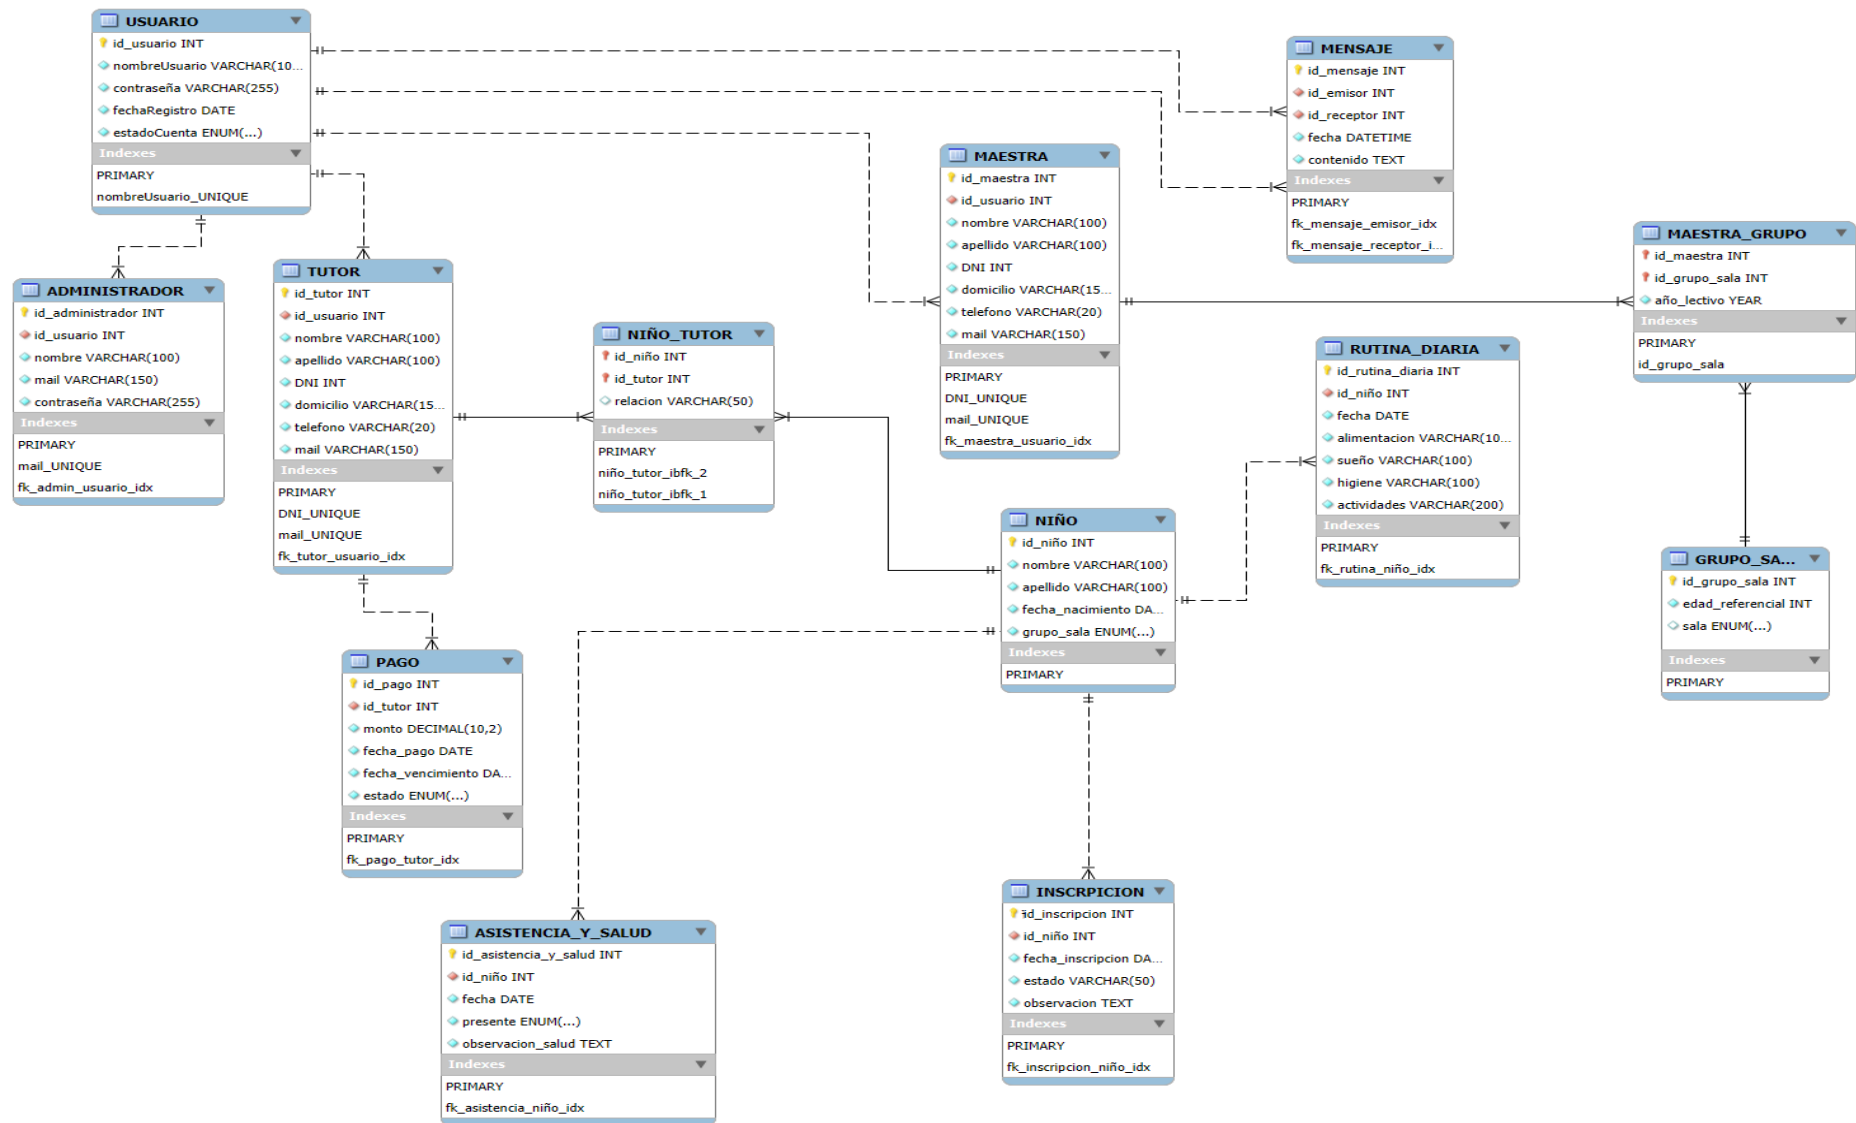 USUARIO
id_usuario INT
nombreUsuario VARCHAR(10...
contraseña VARCHAR(255)
fechaRegistro DATE
estadoCuenta ENUM(...)
Indexes
PRIMARY
nombreUsuario_UNIQUE
ADMINISTRADOR
id_administrador INT
id_usuario INT
nombre VARCHAR(100)
mail VARCHAR(150)
contraseña VARCHAR(255)
Indexes
PRIMARY
mail_UNIQUE
fk_admin_usuario_idx
TUTOR
id_tutor INT
id_usuario INT
nombre VARCHAR(100)
apellido VARCHAR(100)
DNI INT
domicilio VARCHAR(15...
telefono VARCHAR(20)
mail VARCHAR(150)
Indexes
PRIMARY
DNI_UNIQUE
mail_UNIQUE
fk_tutor_usuario_idx
NIÑO_TUTOR
id_niño INT
id_tutor INT
relacion VARCHAR(50)
Indexes
PRIMARY
niño_tutor_ibfk_2
niño_tutor_ibfk_1
MAESTRA
id_maestra INT
id_usuario INT
nombre VARCHAR(100)
apellido VARCHAR(100)
DNI INT
domicilio VARCHAR(15...
telefono VARCHAR(20)
mail VARCHAR(150)
Indexes
PRIMARY
DNI_UNIQUE
mail_UNIQUE
fk_maestra_usuario_idx
MENSAJE
id_mensaje INT
id_emisor INT
id_receptor INT
fecha DATETIME
contenido TEXT
Indexes
PRIMARY
fk_mensaje_emisor_idx
fk_mensaje_receptor_i...
MAESTRA_GRUPO
id_maestra INT
id_grupo_sala INT
año_lectivo YEAR
Indexes
PRIMARY
id_grupo_sala
RUTINA_DIARIA
id_rutina_diaria INT
id_niño INT
fecha DATE
alimentacion VARCHAR(10...
sueño VARCHAR(100)
higiene VARCHAR(100)
actividades VARCHAR(200)
Indexes
PRIMARY
fk_rutina_niño_idx
NIÑO
id_niño INT
nombre VARCHAR(100)
apellido VARCHAR(100)
fecha_nacimiento DA...
grupo_sala ENUM(...)
Indexes
PRIMARY
GRUPO_SA...
id_grupo_sala INT
edad_referencial INT
sala ENUM(...)
Indexes
PRIMARY
PAGO
id_pago INT
id_tutor INT
monto DECIMAL(10,2)
fecha_pago DATE
fecha_vencimiento DA...
estado ENUM(...)
Indexes
PRIMARY
fk_pago_tutor_idx
ASISTENCIA_Y_SALUD
id_asistencia_y_salud INT
id_niño INT
fecha DATE
presente ENUM(...)
observacion_salud TEXT
Indexes
PRIMARY
fk_asistencia_niño_idx
INSCRPICION
id_inscripcion INT
id_niño INT
fecha_inscripcion DA...
estado VARCHAR(50)
observacion TEXT
Indexes
PRIMARY
fk_inscripcion_niño_idx